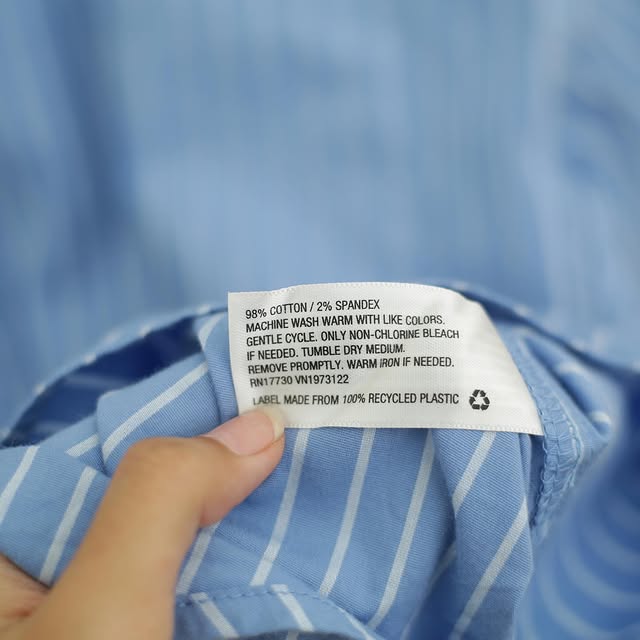 98% COTTON / 2% SPANDEX
MACHINE WASH WARM WITH LIKE COLORS.
GENTLE CYCLE. ONLY NON-CHLORINE BLEACH
IF NEEDED. TUMBLE DRY MEDIUM.
REMOVE PROMPTLY. WARM IRON IF NEEDED.
RN17730 VN1973122
LABEL MADE FROM 100% RECYCLED PLASTIC